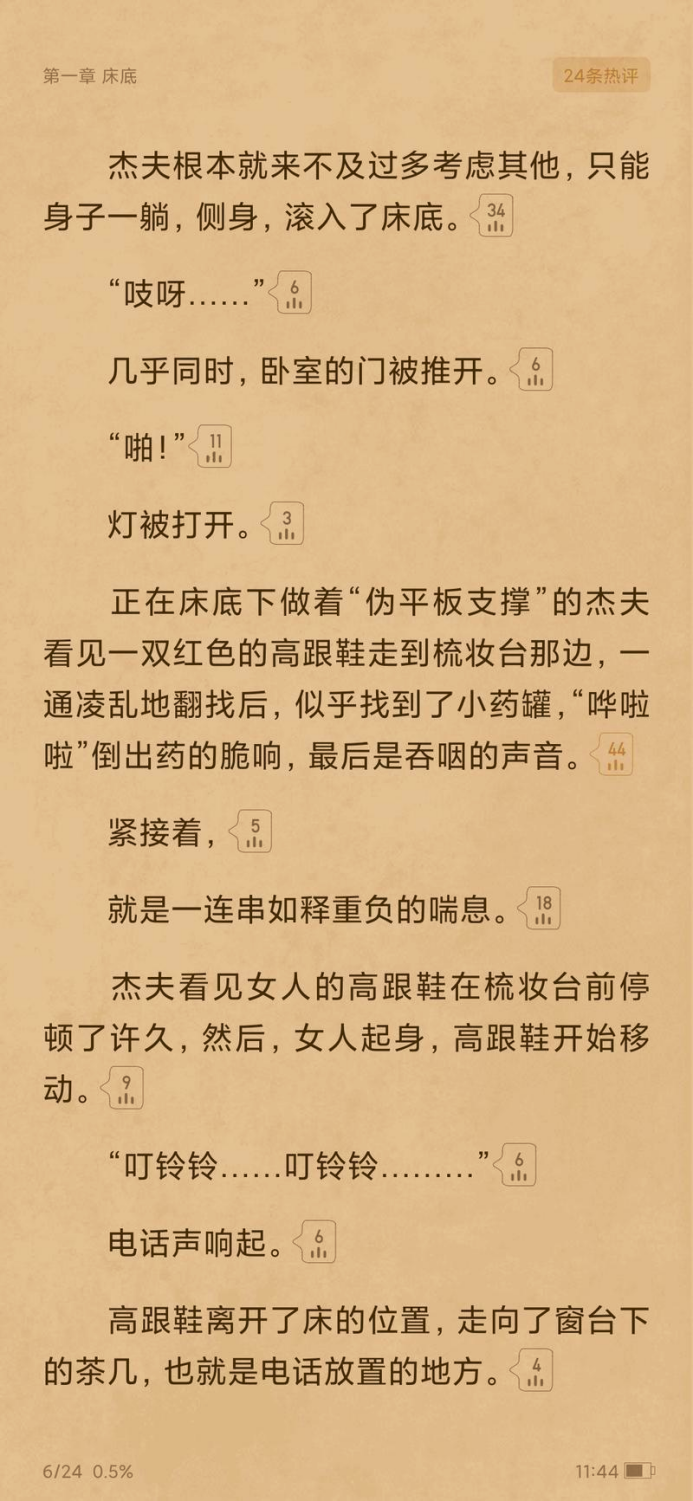 第一章 床底
24条热评
杰夫根本就来不及过多考虑其他，只能
身子一躺，侧身，滚入了床底。34
“吱呀……”6
几乎同时，卧室的门被推开。6
“啪！”11
灯被打开。3
正在床底下做着“伪平板支撑”的杰夫
看见一双红色的高跟鞋走到梳妆台那边，一
通凌乱地翻找后，似乎找到了小药罐，“哗啦
啦”倒出药的脆响，最后是吞咽的声音。44
紧接着，5
就是一连串如释重负的喘息。18
杰夫看见女人的高跟鞋在梳妆台前停
顿了许久，然后，女人起身，高跟鞋开始移
动。9
“叮铃铃……叮铃铃………”6
电话声响起。6
高跟鞋离开了床的位置，走向了窗台下
的茶几，也就是电话放置的地方。4
6/24 0.5%
11:44